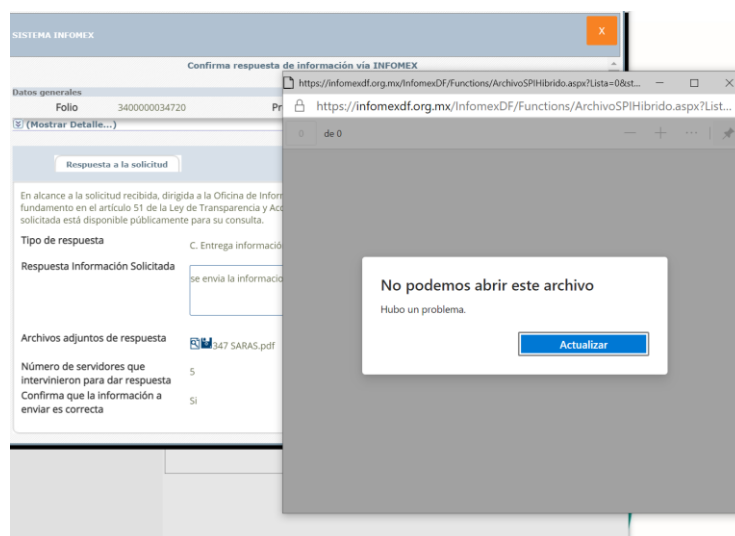 SISTEMA INFOMEX
x
Confirma respuesta de información vía INFOMEX
Datos generales
Folio 3400000034720 Pr
(Mostrar Detalle...)
Respuesta a la solicitud
En alcance a la solicitud recibida, dirigida a la Oficina de Inform
fundamento en el artículo 51 de la Ley de Transparencia y Acc
solicitada está disponible públicamente para su consulta.
Tipo de respuesta
C. Entrega informació
Respuesta Información Solicitada
se envia la informacio
Archivos adjuntos de respuesta
347 SARAS.pdf
Número de servidores que
intervinieron para dar respuesta
5
Confirma que la información a
enviar es correcta
Si
https://infomexdf.org.mx/InfomexDF/Functions/ArchivoSPIHibrido.aspx?Lista=0&st...
https://infomexdf.org.mx/InfomexDF/Functions/ArchivoSPIHibrido.aspx?List...
0 de 0
No podemos abrir este archivo
Hubo un problema.
Actualizar